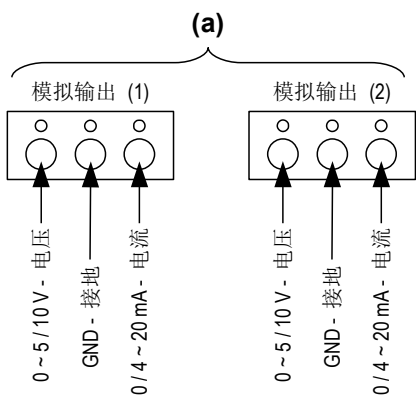 (a)
模拟输出 (1)
模拟输出 (2)
0 ~ 5 / 10 V - 电压
GND - 接地
0 / 4 ~ 20 mA - 电流
0 ~ 5 / 10 V - 电压
GND - 接地
0 / 4 ~ 20 mA - 电流